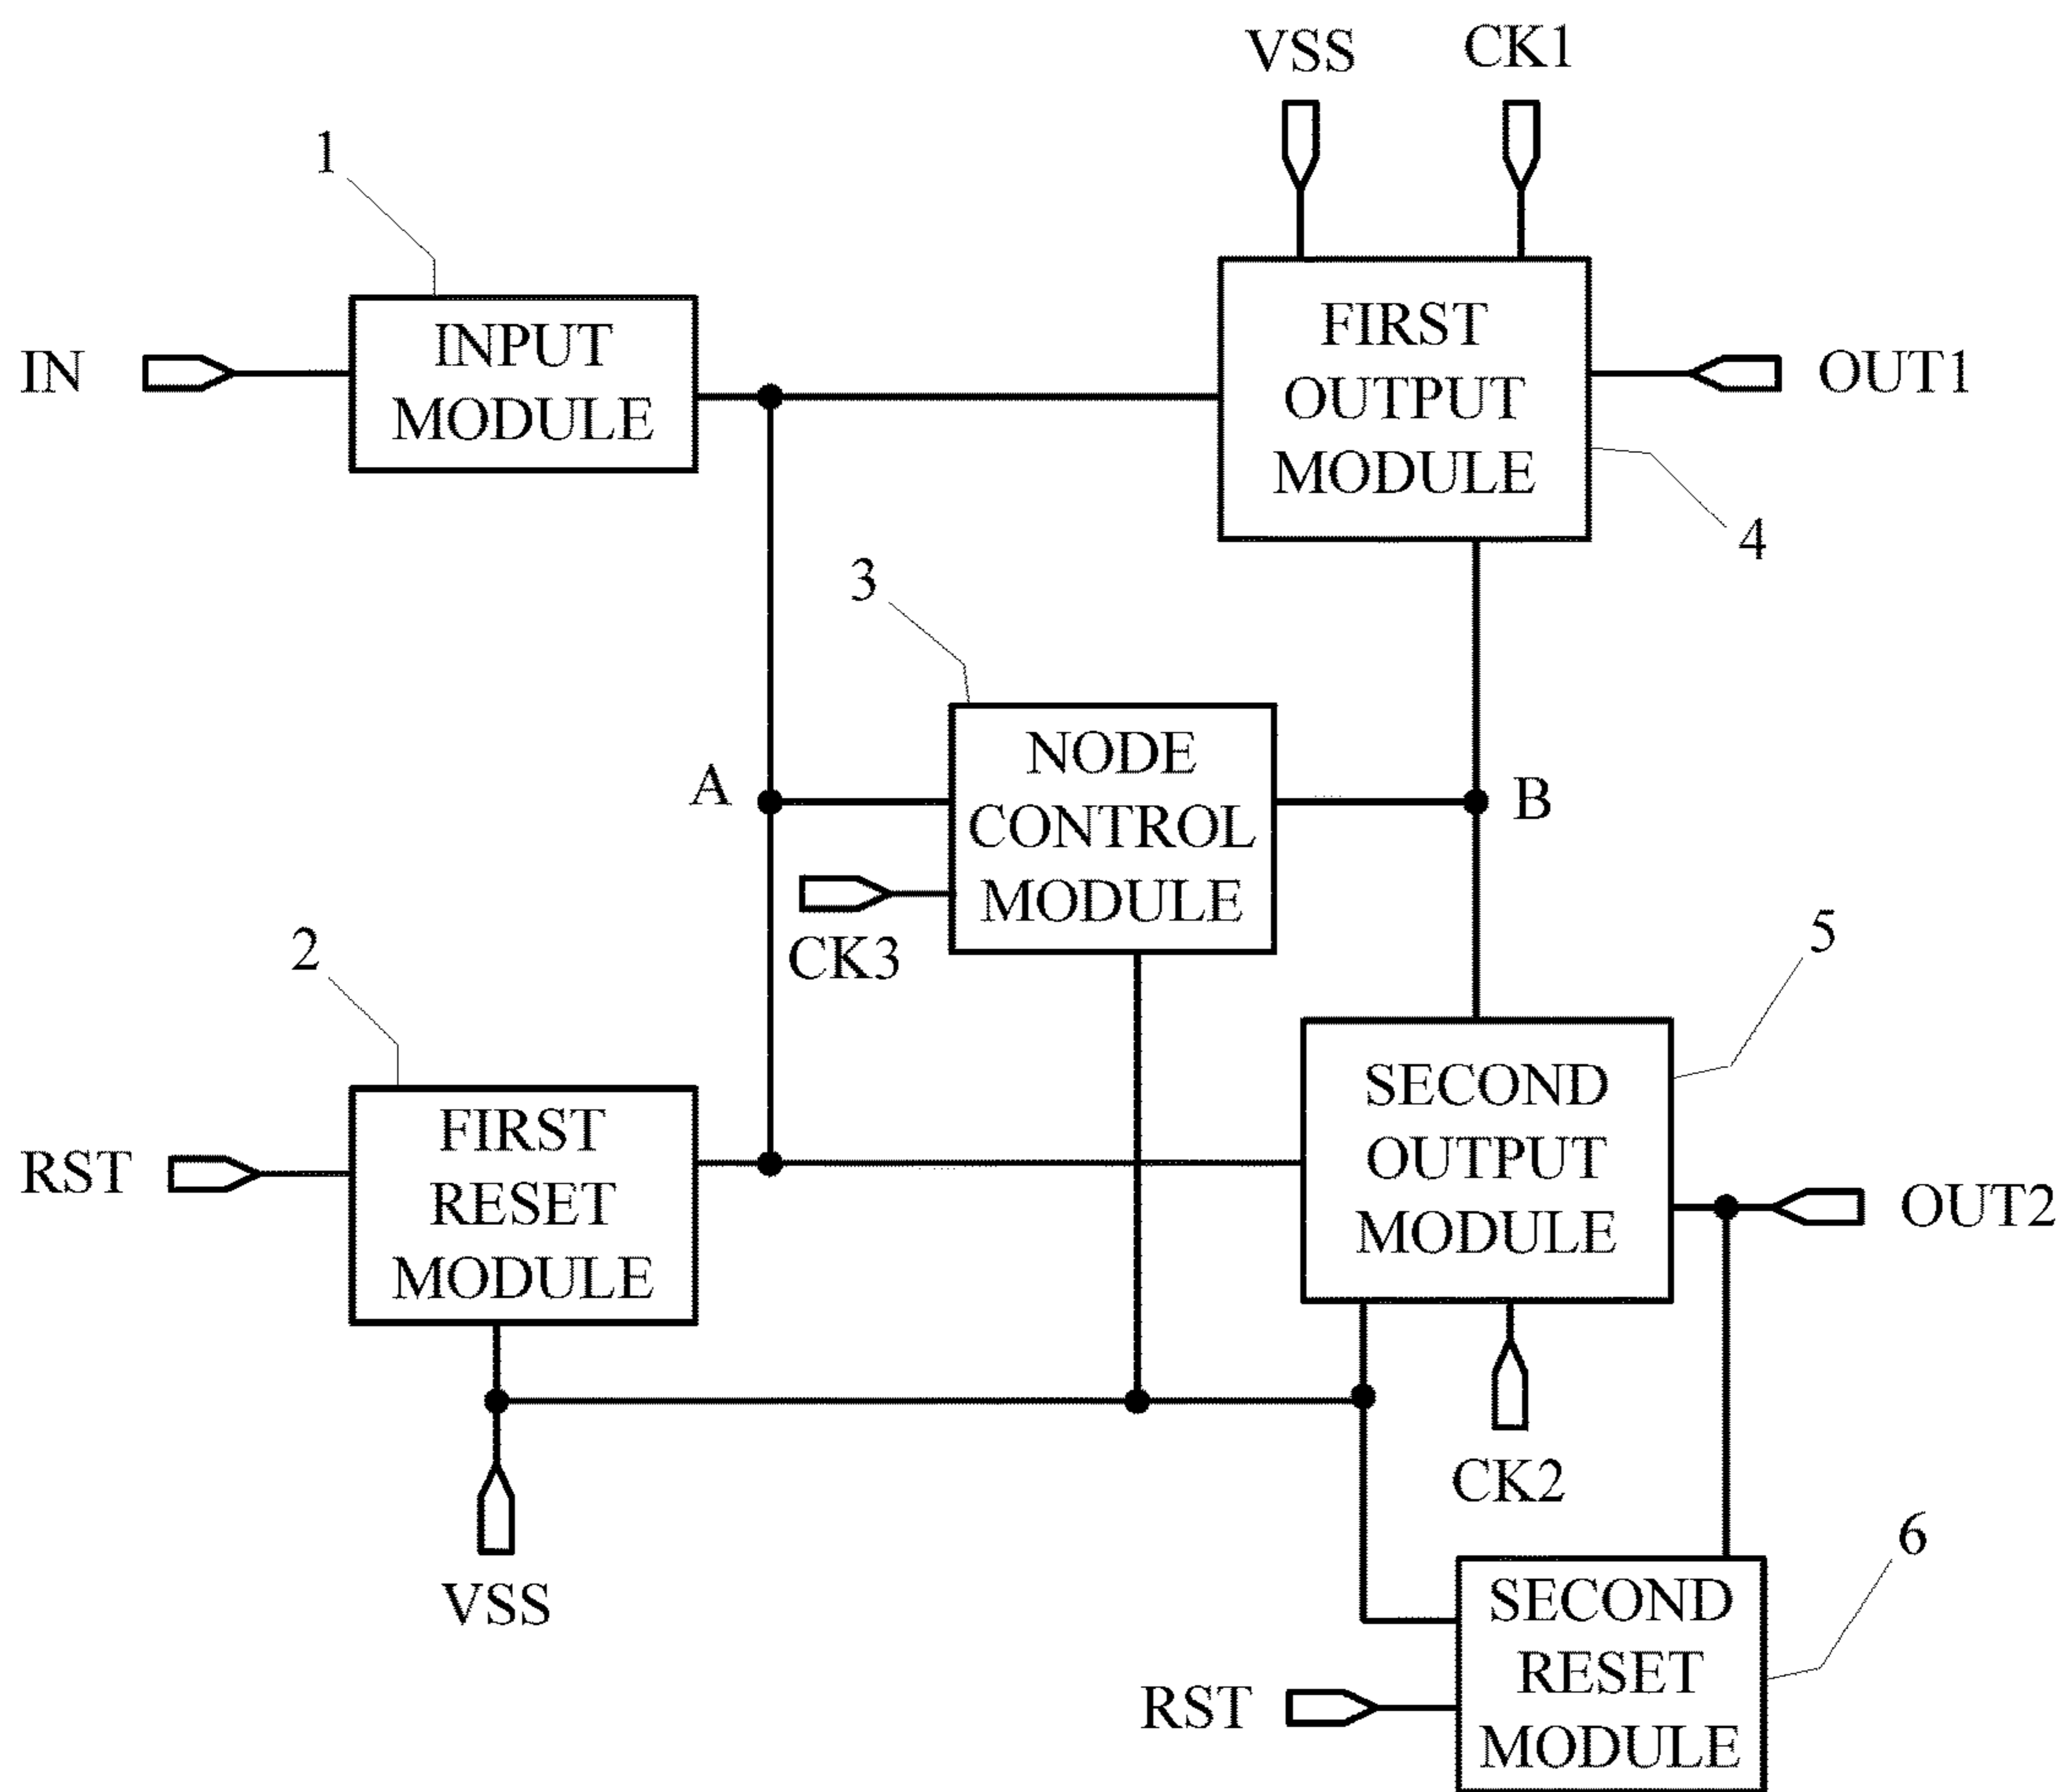 VSS
CK1
1
INPUT
MODULE
IN
FIRST
OUTPUT
MODULE
OUT1
4
3
NODE
CONTROL
MODULE
A
B
CK3
2
5
FIRST
RESET
MODULE
RST
SECOND
OUTPUT
MODULE
OUT2
CK2
VSS
6
SECOND
RESET
MODULE
RST